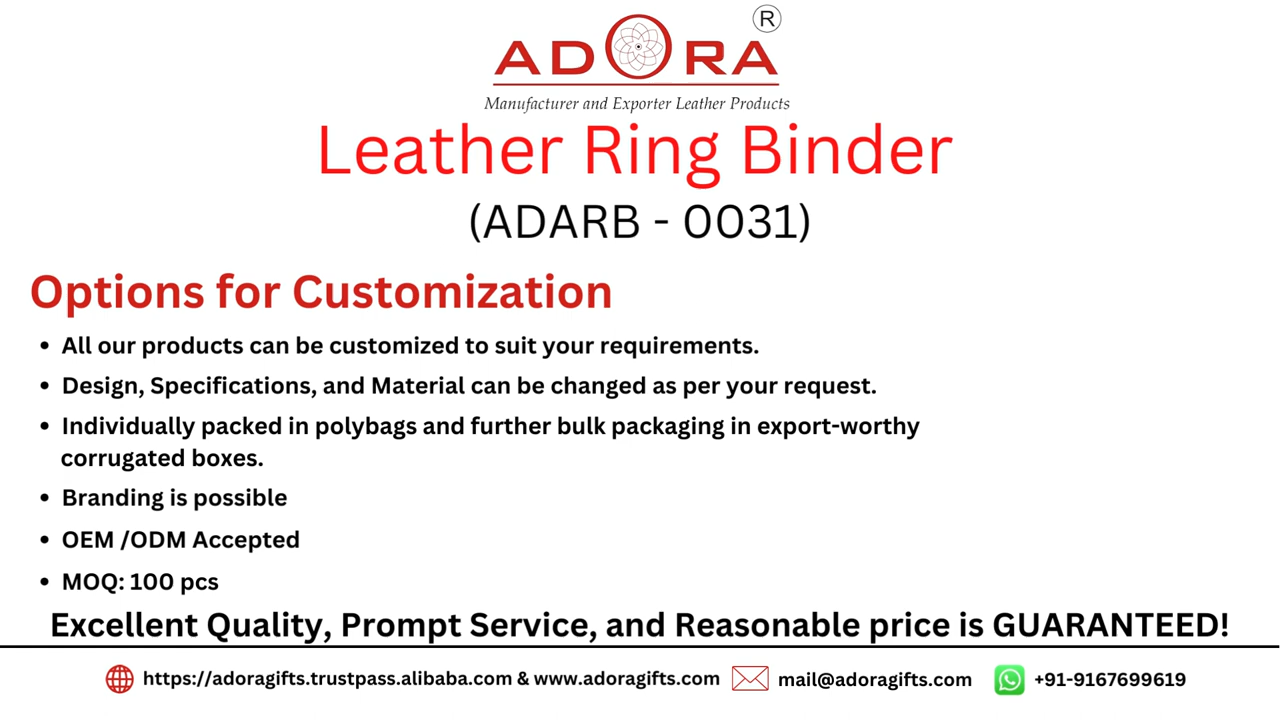 ADORA ®
Manufacturer and Exporter Leather Products
Leather Ring Binder
(ADARB - 0031)
Options for Customization
• All our products can be customized to suit your requirements.
• Design, Specifications, and Material can be changed as per your request.
• Individually packed in polybags and further bulk packaging in export-worthy
corrugated boxes.
• Branding is possible
• OEM /ODM Accepted
• MOQ: 100 pcs
Excellent Quality, Prompt Service, and Reasonable price is GUARANTEED!
https://adoragifts.trustpass.alibaba.com & www.adoragifts.com mail@adoragifts.com +91-9167699619